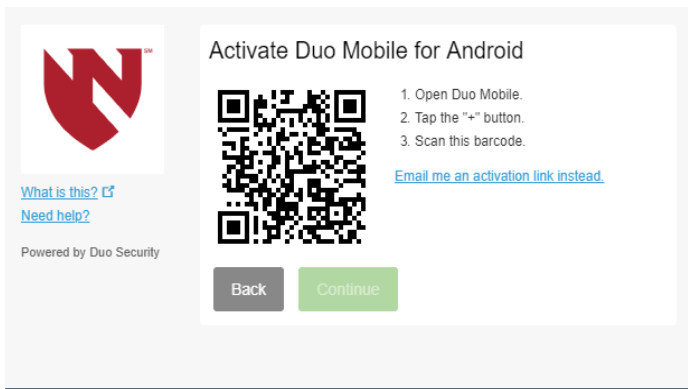 SM
Activate Duo Mobile for Android
1. Open Duo Mobile.
2. Tap the "+" button.
3. Scan this barcode.
Email me an activation link instead.
What is this?
Need help?
Powered by Duo Security
Back
Continue